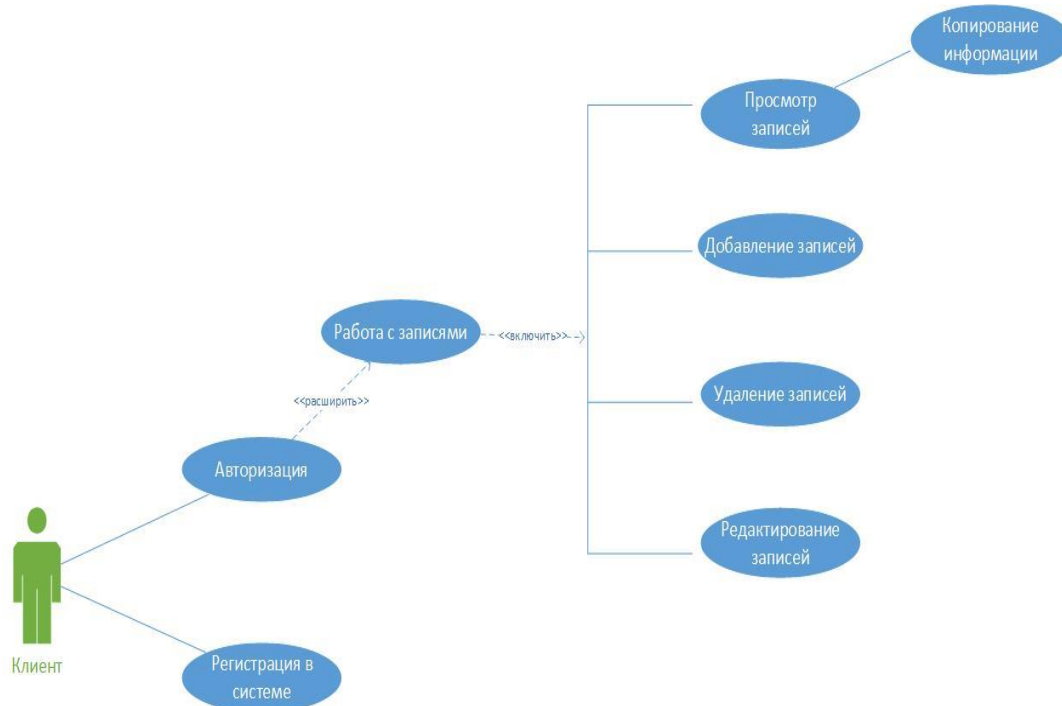 Копирование
информации
Просмотр
записей
Добавление записей
Работа с записями
<<включить>>
Удаление записей
<<расширить>>
Авторизация
Редактирование
записей
Клиент
Регистрация в
системе